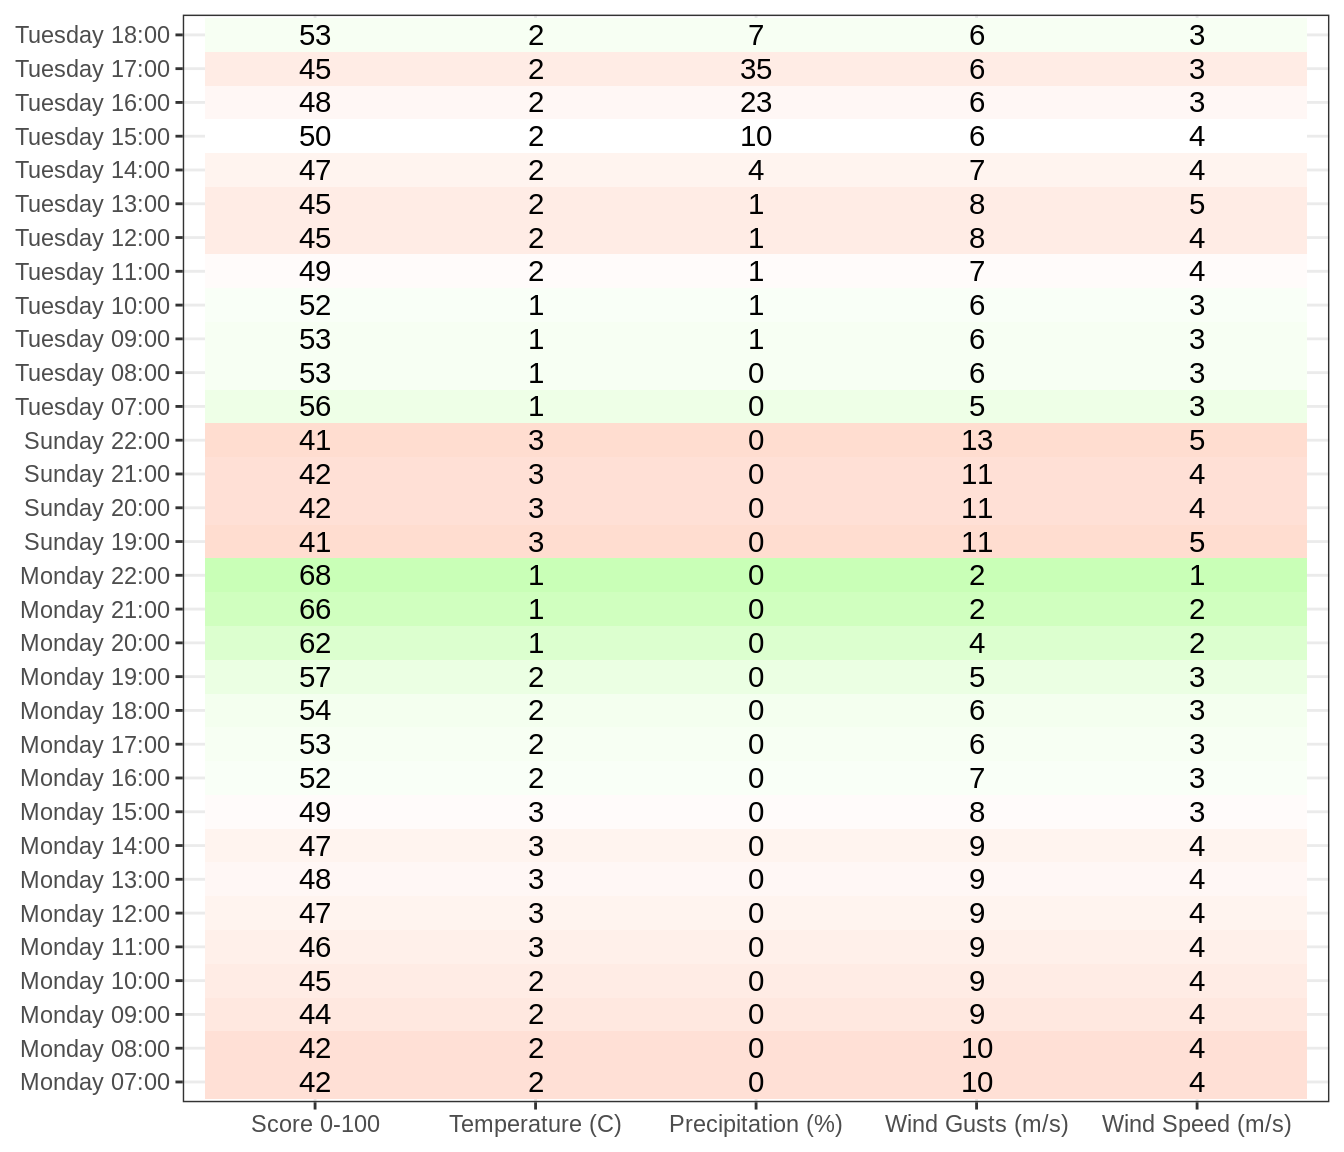 Tuesday 18:00 53 2 7 6 3
Tuesday 17:00 45 2 35 6 3
Tuesday 16:00 48 2 23 6 3
Tuesday 15:00 50 2 10 6 4
Tuesday 14:00 47 2 4 7 4
Tuesday 13:00 45 2 1 8 5
Tuesday 12:00 45 2 1 8 4
Tuesday 11:00 49 2 1 7 4
Tuesday 10:00 52 1 1 6 3
Tuesday 09:00 53 1 1 6 3
Tuesday 08:00 53 1 0 6 3
Tuesday 07:00 56 1 0 5 3
Sunday 22:00 41 3 0 13 5
Sunday 21:00 42 3 0 11 4
Sunday 20:00 42 3 0 11 4
Sunday 19:00 41 3 0 11 5
Monday 22:00 68 1 0 2 1
Monday 21:00 66 1 0 2 2
Monday 20:00 62 1 0 4 2
Monday 19:00 57 2 0 5 3
Monday 18:00 54 2 0 6 3
Monday 17:00 53 2 0 6 3
Monday 16:00 52 2 0 7 3
Monday 15:00 49 3 0 8 3
Monday 14:00 47 3 0 9 4
Monday 13:00 48 3 0 9 4
Monday 12:00 47 3 0 9 4
Monday 11:00 46 3 0 9 4
Monday 10:00 45 2 0 9 4
Monday 09:00 44 2 0 9 4
Monday 08:00 42 2 0 10 4
Monday 07:00 42 2 0 10 4
Score 0-100 Temperature (C) Precipitation (%) Wind Gusts (m/s) Wind Speed (m/s)